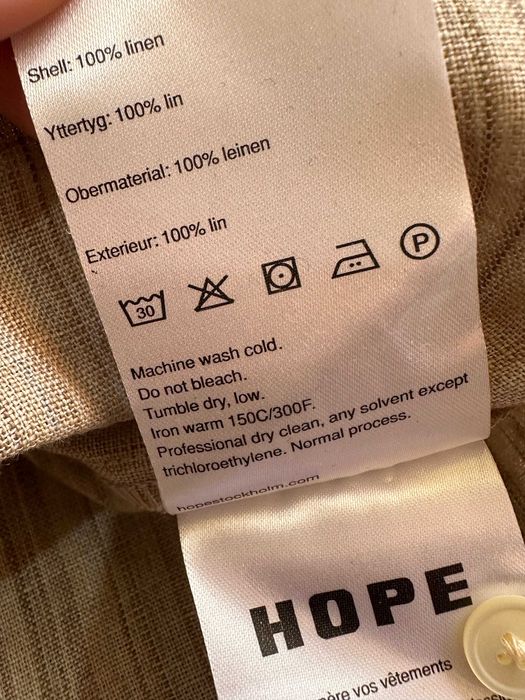 Shell: 100% linen
Yttertyg: 100% lin
Obermaterial: 100% leinen
Exterieur: 100% lin
30 P
Machine wash cold.
Do not bleach.
Tumble dry, low.
Iron warm 150C/300F.
Professional dry clean, any solvent except
trichloroethylene. Normal process.
hopestockholm.com
HOPE
vos vêtements